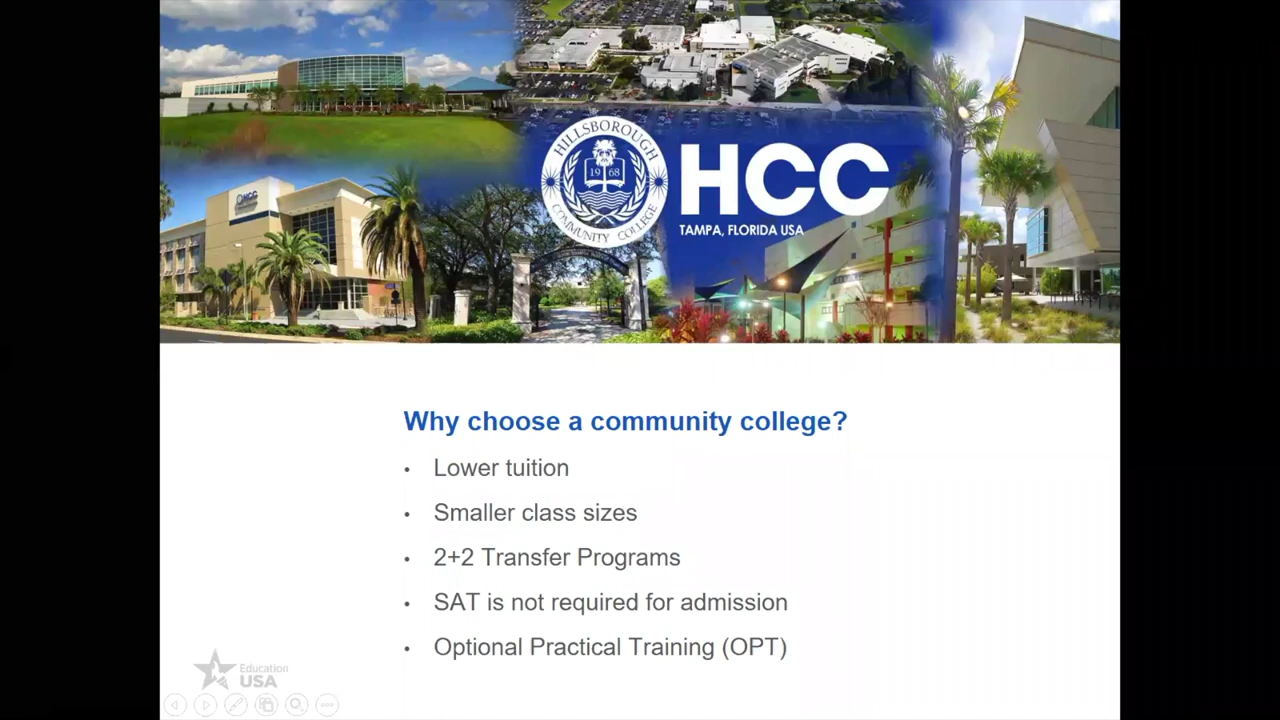 HILLSBOROUGH
19 68
COMMUNITY COLLEGE
HCC
TAMPA, FLORIDA USA
HCC
Why choose a community college?
• Lower tuition
• Smaller class sizes
• 2+2 Transfer Programs
• SAT is not required for admission
• Optional Practical Training (OPT)
Education
USA